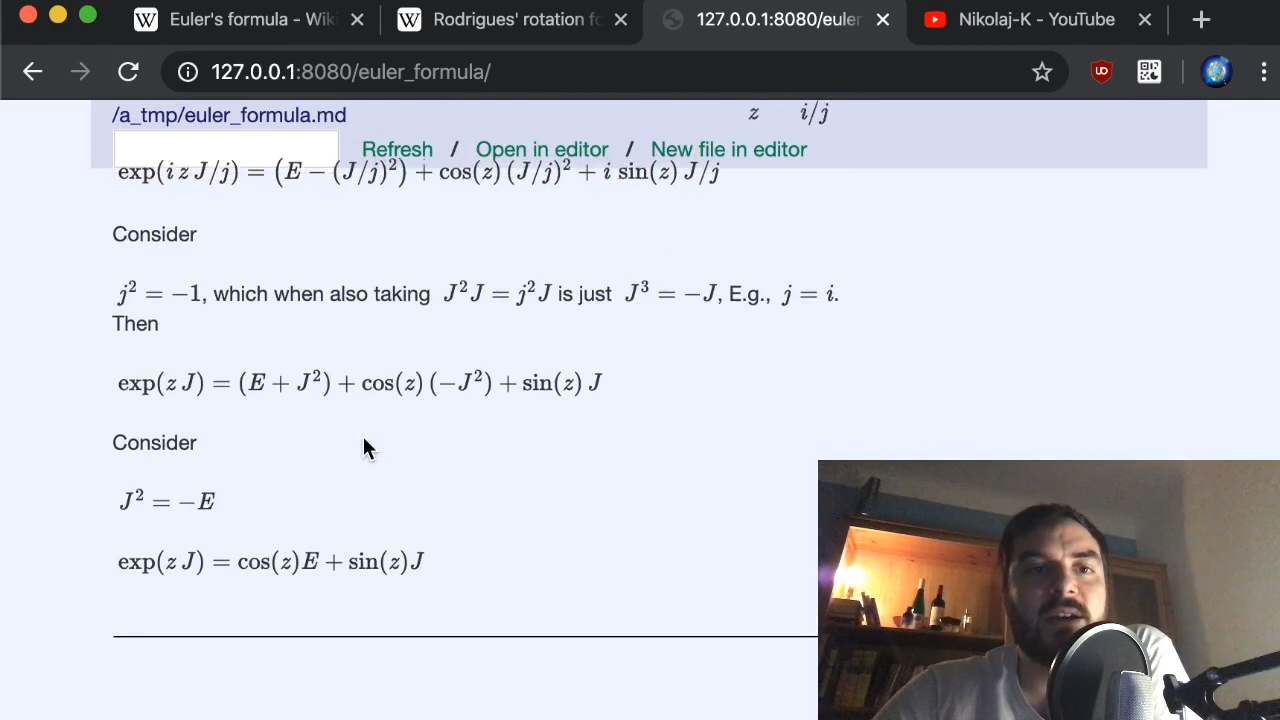 Euler's formula - Wiki
Rodrigues' rotation fo
127.0.0.1:8080/euler
Nikolaj-K - YouTube
127.0.0.1:8080/euler_formula/
/a_tmp/euler_formula.md
z i/j
Refresh / Open in editor / New file in editor
exp(i z J/j) = (E − (J/j)²) + cos(z) (J/j)² + i sin(z) J/j
Consider
j² = −1, which when also taking J²J = j²J is just J³ = −J, E.g., j = i.
Then
exp(z J) = (E + J²) + cos(z) (−J²) + sin(z) J
Consider
J² = −E
exp(z J) = cos(z)E + sin(z)J